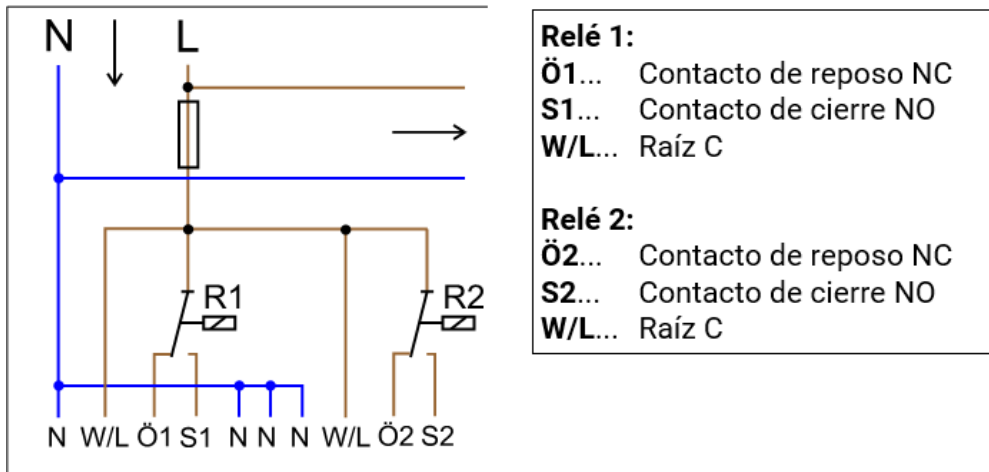 N L
R1 R2
N W/L Ö1 S1 N N N W/L Ö2 S2
Relé 1:
Ö1... Contacto de reposo NC
S1... Contacto de cierre NO
W/L... Raíz C
Relé 2:
Ö2... Contacto de reposo NC
S2... Contacto de cierre NO
W/L... Raíz C